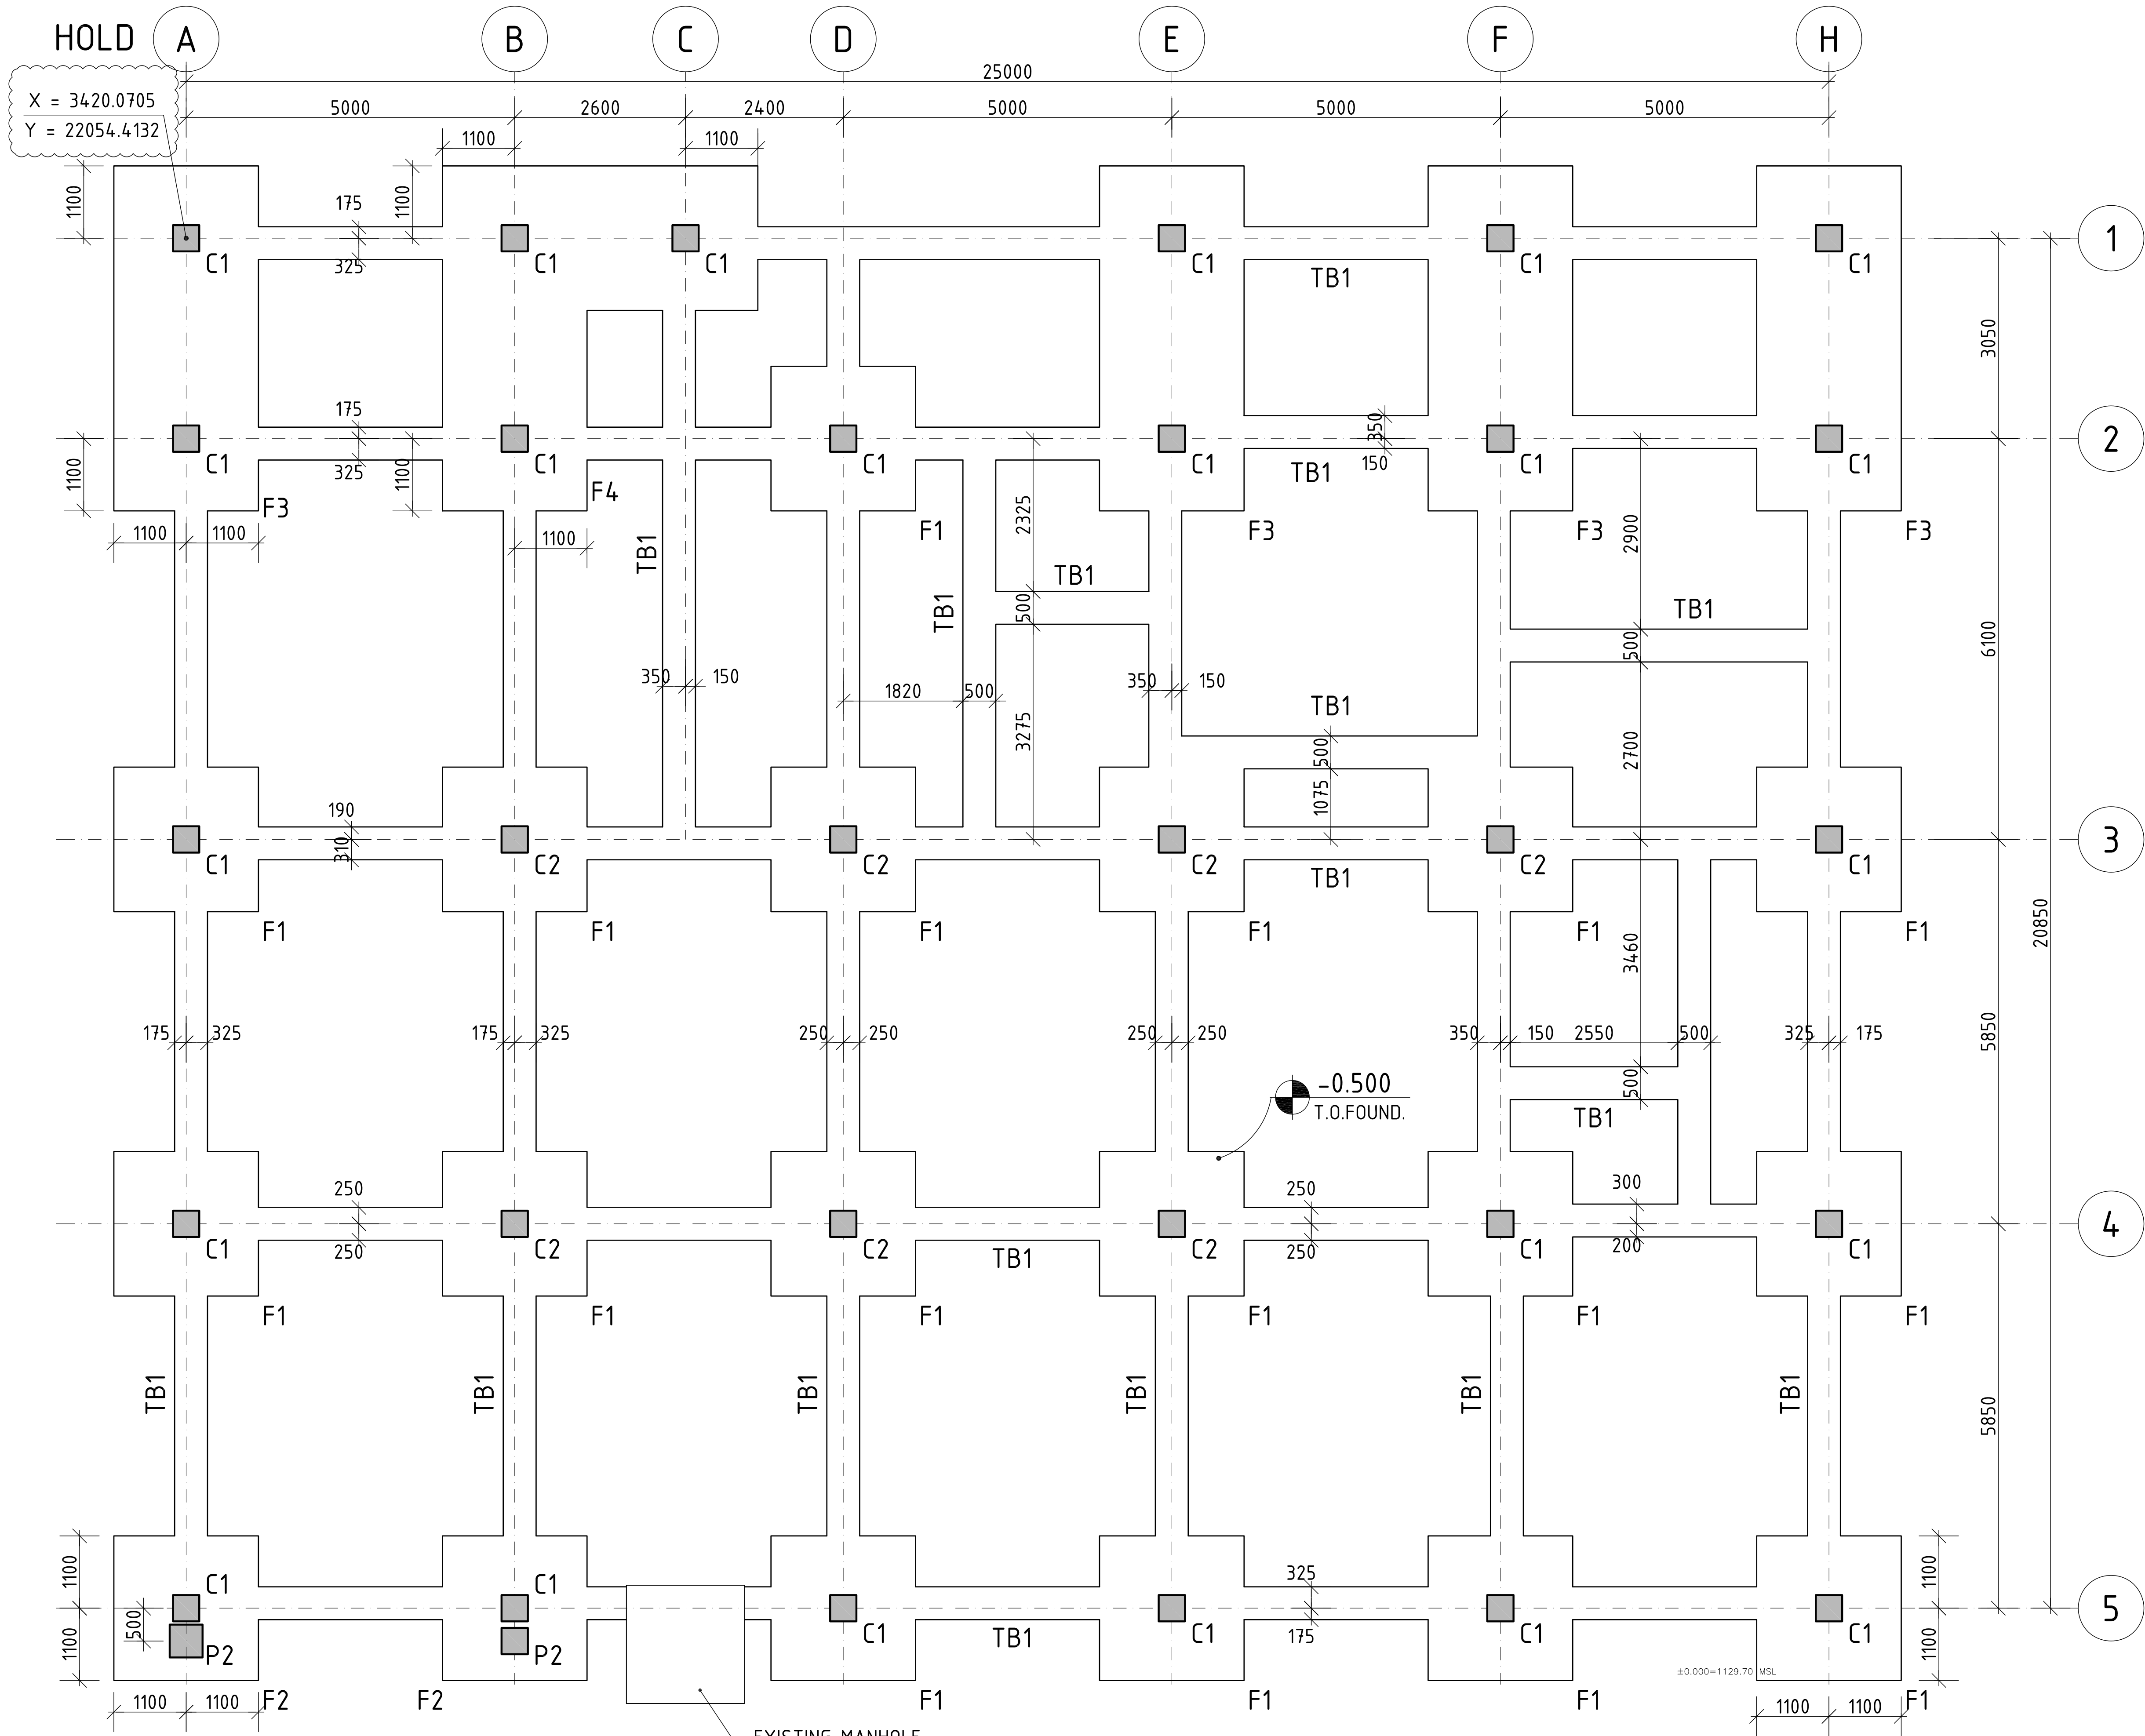 HOLD A B C D E F H
25000
X = 3420.0705
Y = 22054.4132
5000 2600 2400 5000 5000 5000
1100 1100
1100 175 1100
1
C1 C1 C1 C1 C1 C1
325
TB1
3050
175
350
2
1100 C1 325 1100 C1 C1 C1 150 C1 C1
TB1
F3 F4
2325
F1 F3 F3 F3
2900
1100 1100 1100
TB1
TB1
TB1
500
TB1
500
6100
350 150
1820 500
350 150
TB1
3275
500
2700
1075
190
310
3
C1 C2 C2 C2 C2 C1
TB1
F1 F1 F1 F1 F1 F1
3460
20850
175 325 175 325 250 250 250 250 350 150 2550 500 325 175
5850
-0.500
T.O.FOUND.
500
TB1
250 250 300
4
C1 C2 C2 C2 C1 C1
250 250 200
TB1
F1 F1 F1 F1 F1 F1
TB1 TB1 TB1 TB1 TB1 TB1
5850
1100 325 1100
C1 C1
5
500
C1 C1 C1 C1
TB1
175
1100 P2 P2 1100
±0.000=1129.70 MSL
F2 F2 F1 F1 F1 F1
1100 1100 1100 1100
EXISTING MANHOLE